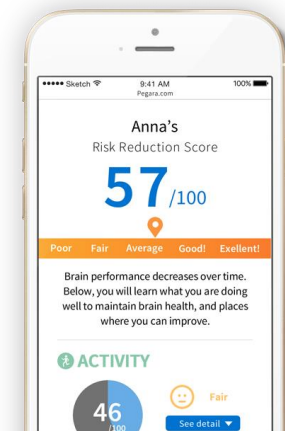 ••••• Sketch 9:41 AM 100%
Pegara.com
Anna's
Risk Reduction Score
57/100
Poor Fair Average Good! Exellent!
Brain performance decreases over time.
Below, you will learn what you are doing
well to maintain brain health, and places
where you can improve.
ACTIVITY
46
/100
Fair
See detail ▼